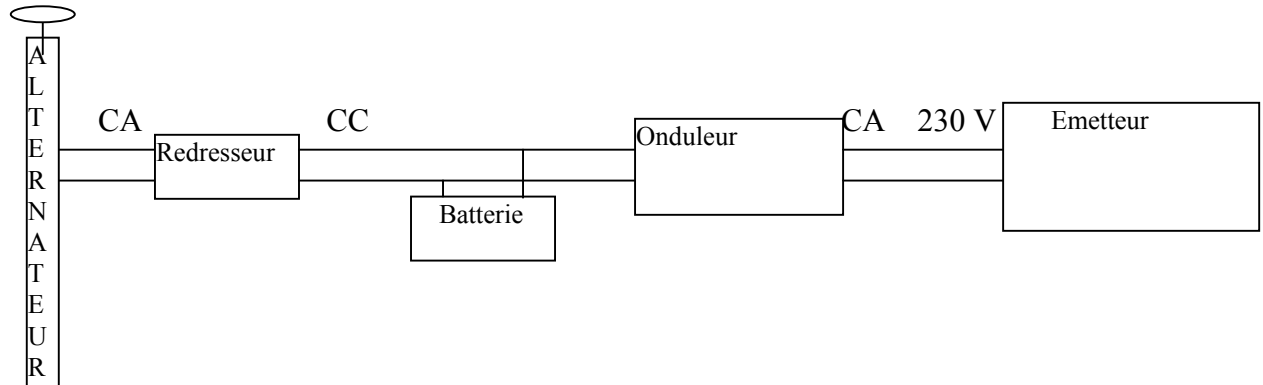 ALTERNATEUR
CA
CC
CA 230 V
Redresseur
Batterie
Onduleur
Emetteur